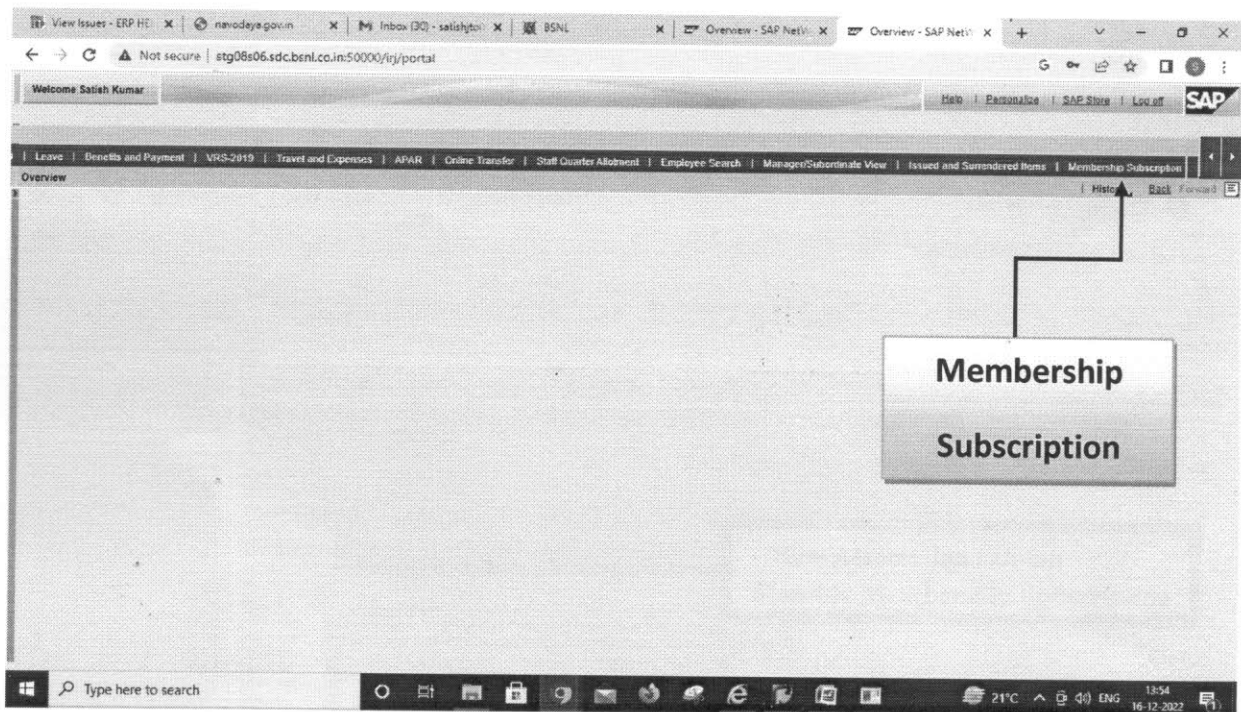 View Issues - ERP HE
navodaya.gov.in
Inbox (30) - satishjto
BSNL
Overview - SAP NetW
Overview - SAP NetW
Not secure | stg08s06.sdc.bsnl.co.in:50000/irj/portal
Welcome Satish Kumar
Help | Personalize | SAP Store | Log off
SAP
| Leave | Benefits and Payment | VRS-2019 | Travel and Expenses | APAR | Online Transfer | Staff Quarter Allotment | Employee Search | Manager/Subordinate View | Issued and Surrendered Items | Membership Subscription
Overview
| History Back Forward
Membership
Subscription
Type here to search
21°C
ENG
13:54
16-12-2022